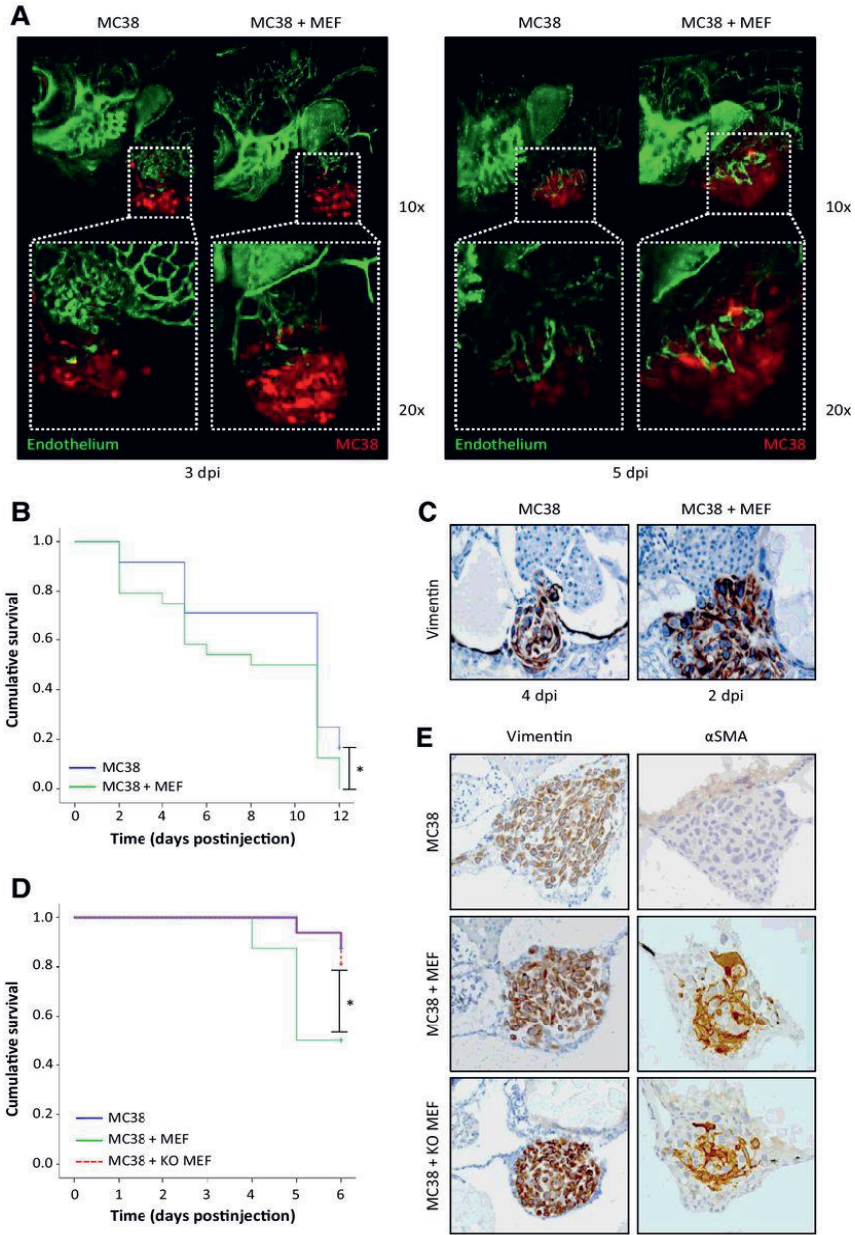 A
MC38
MC38 + MEF
MC38
MC38 + MEF
10x
10x
20x
20x
Endothelium
MC38
Endothelium
MC38
3 dpi
5 dpi
B
Cumulative survival
1.0
0.8
0.6
0.4
0.2
0.0
MC38
MC38 + MEF
*
0 2 4 6 8 10 12
Time (days postinjection)
C
MC38
MC38 + MEF
Vimentin
4 dpi
2 dpi
D
Cumulative survival
1.0
0.8
0.6
0.4
0.2
0.0
*
MC38
MC38 + MEF
MC38 + KO MEF
0 1 2 3 4 5 6
Time (days postinjection)
E
Vimentin
αSMA
MC38
MC38 + MEF
MC38 + KO MEF